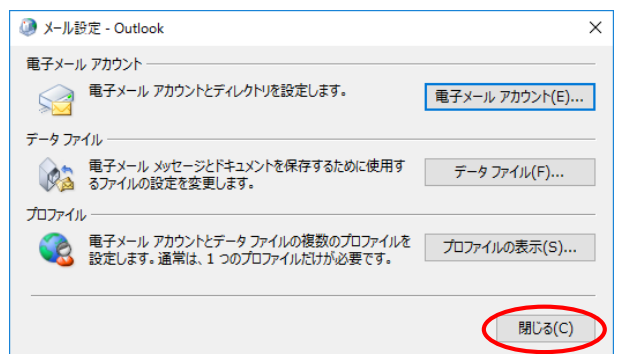 メール設定 - Outlook
電子メール アカウント
電子メール アカウントとディレクトリを設定します。
電子メール アカウント(E)...
データ ファイル
電子メール メッセージとドキュメントを保存するために使用す
るファイルの設定を変更します。
データ ファイル(F)...
プロファイル
電子メール アカウントとデータ ファイルの複数のプロファイルを
設定します。通常は、1 つのプロファイルだけが必要です。
プロファイルの表示(S)...
閉じる(C)